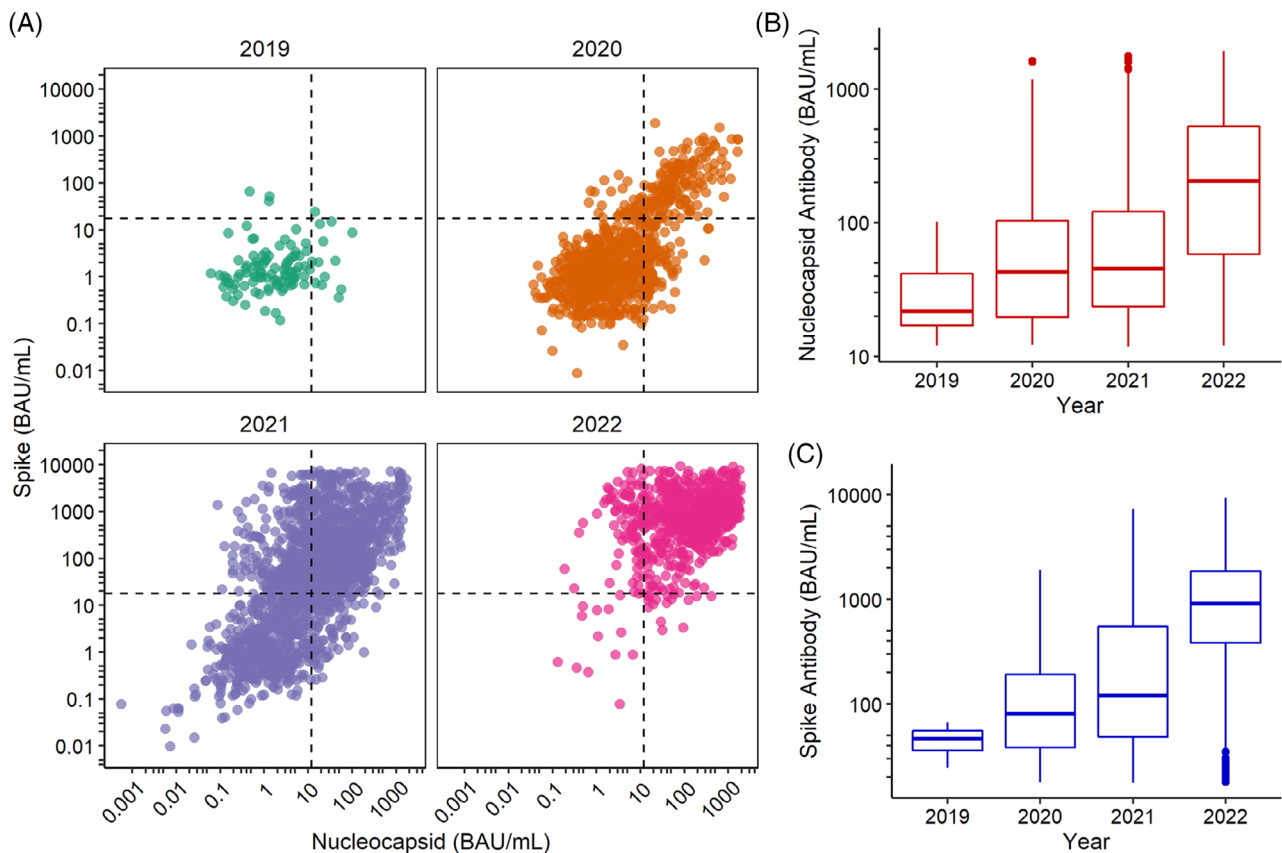 (A)
2019
2020
10000
1000
100
10
1
0.1
0.01
2021
2022
10000
1000
100
10
1
0.1
0.01
Spike (BAU/mL)
0.001 0.01 0.1 1 10 100 1000
0.001 0.01 0.1 1 10 100 1000
Nucleocapsid (BAU/mL)
(B)
Nucleocapsid Antibody (BAU/mL)
1000
100
10
2019 2020 2021 2022
Year
(C)
Spike Antibody (BAU/mL)
10000
1000
100
2019 2020 2021 2022
Year